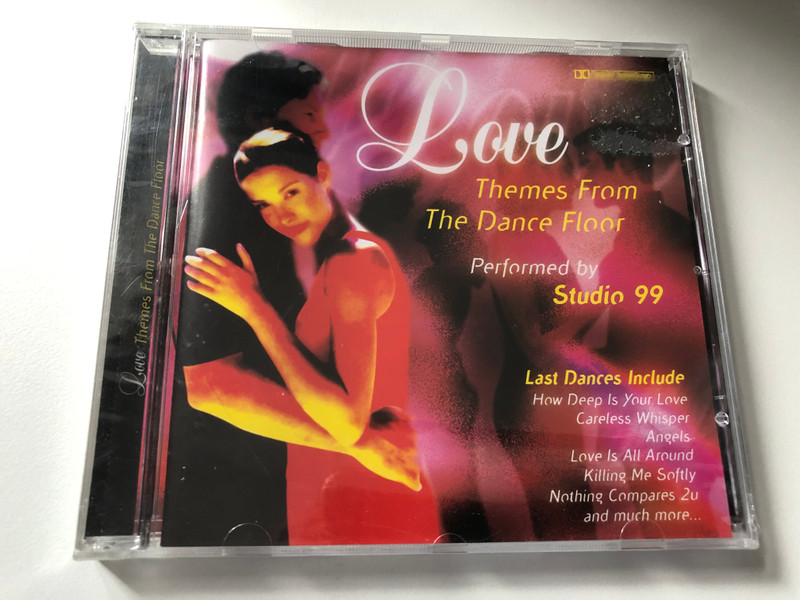 Love
Themes From
The Dance Floor
Performed by
Studio 99
Last Dances Include
How Deep Is Your Love
Careless Whisper
Angels
Love Is All Around
Killing Me Softly
Nothing Compares 2u
and much more...
Love Themes From The Dance Floor